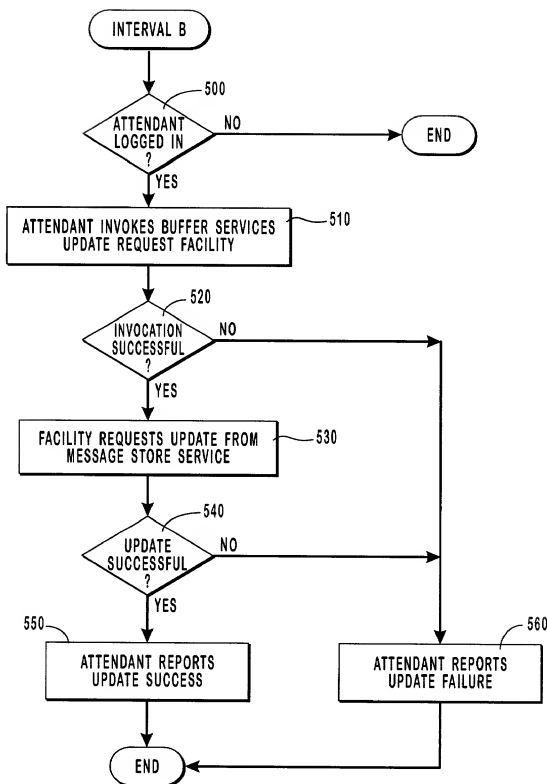 INTERVAL B
500
ATTENDANT
LOGGED IN
?
NO
END
YES
ATTENDANT INVOKES BUFFER SERVICES
UPDATE REQUEST FACILITY
510
520
INVOCATION
SUCCESSFUL
?
NO
YES
FACILITY REQUESTS UPDATE FROM
MESSAGE STORE SERVICE
530
540
UPDATE
SUCCESSFUL
?
NO
YES
550
ATTENDANT REPORTS
UPDATE SUCCESS
560
ATTENDANT REPORTS
UPDATE FAILURE
END